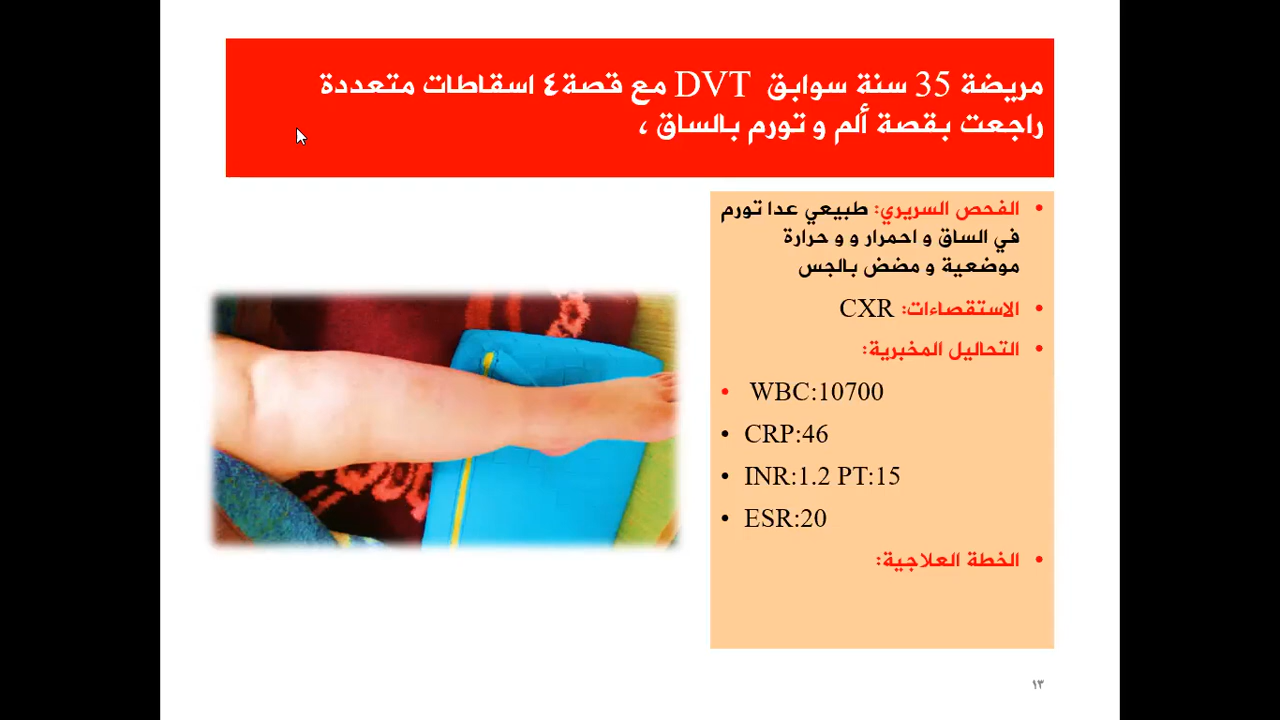 مريضة 35 سنة سوابق DVT مع قصة٤ اسقاطات متعددة
راجعت بقصة ألم و تورم بالساق ،
• الفحص السريري: طبيعي عدا تورم
في الساق و احمرار و و حرارة
موضعية و مضض بالجس
• الاستقصاءات: CXR
• التحاليل المخبرية:
• WBC:10700
• CRP:46
• INR:1.2 PT:15
• ESR:20
• الخطة العلاجية:
١٣